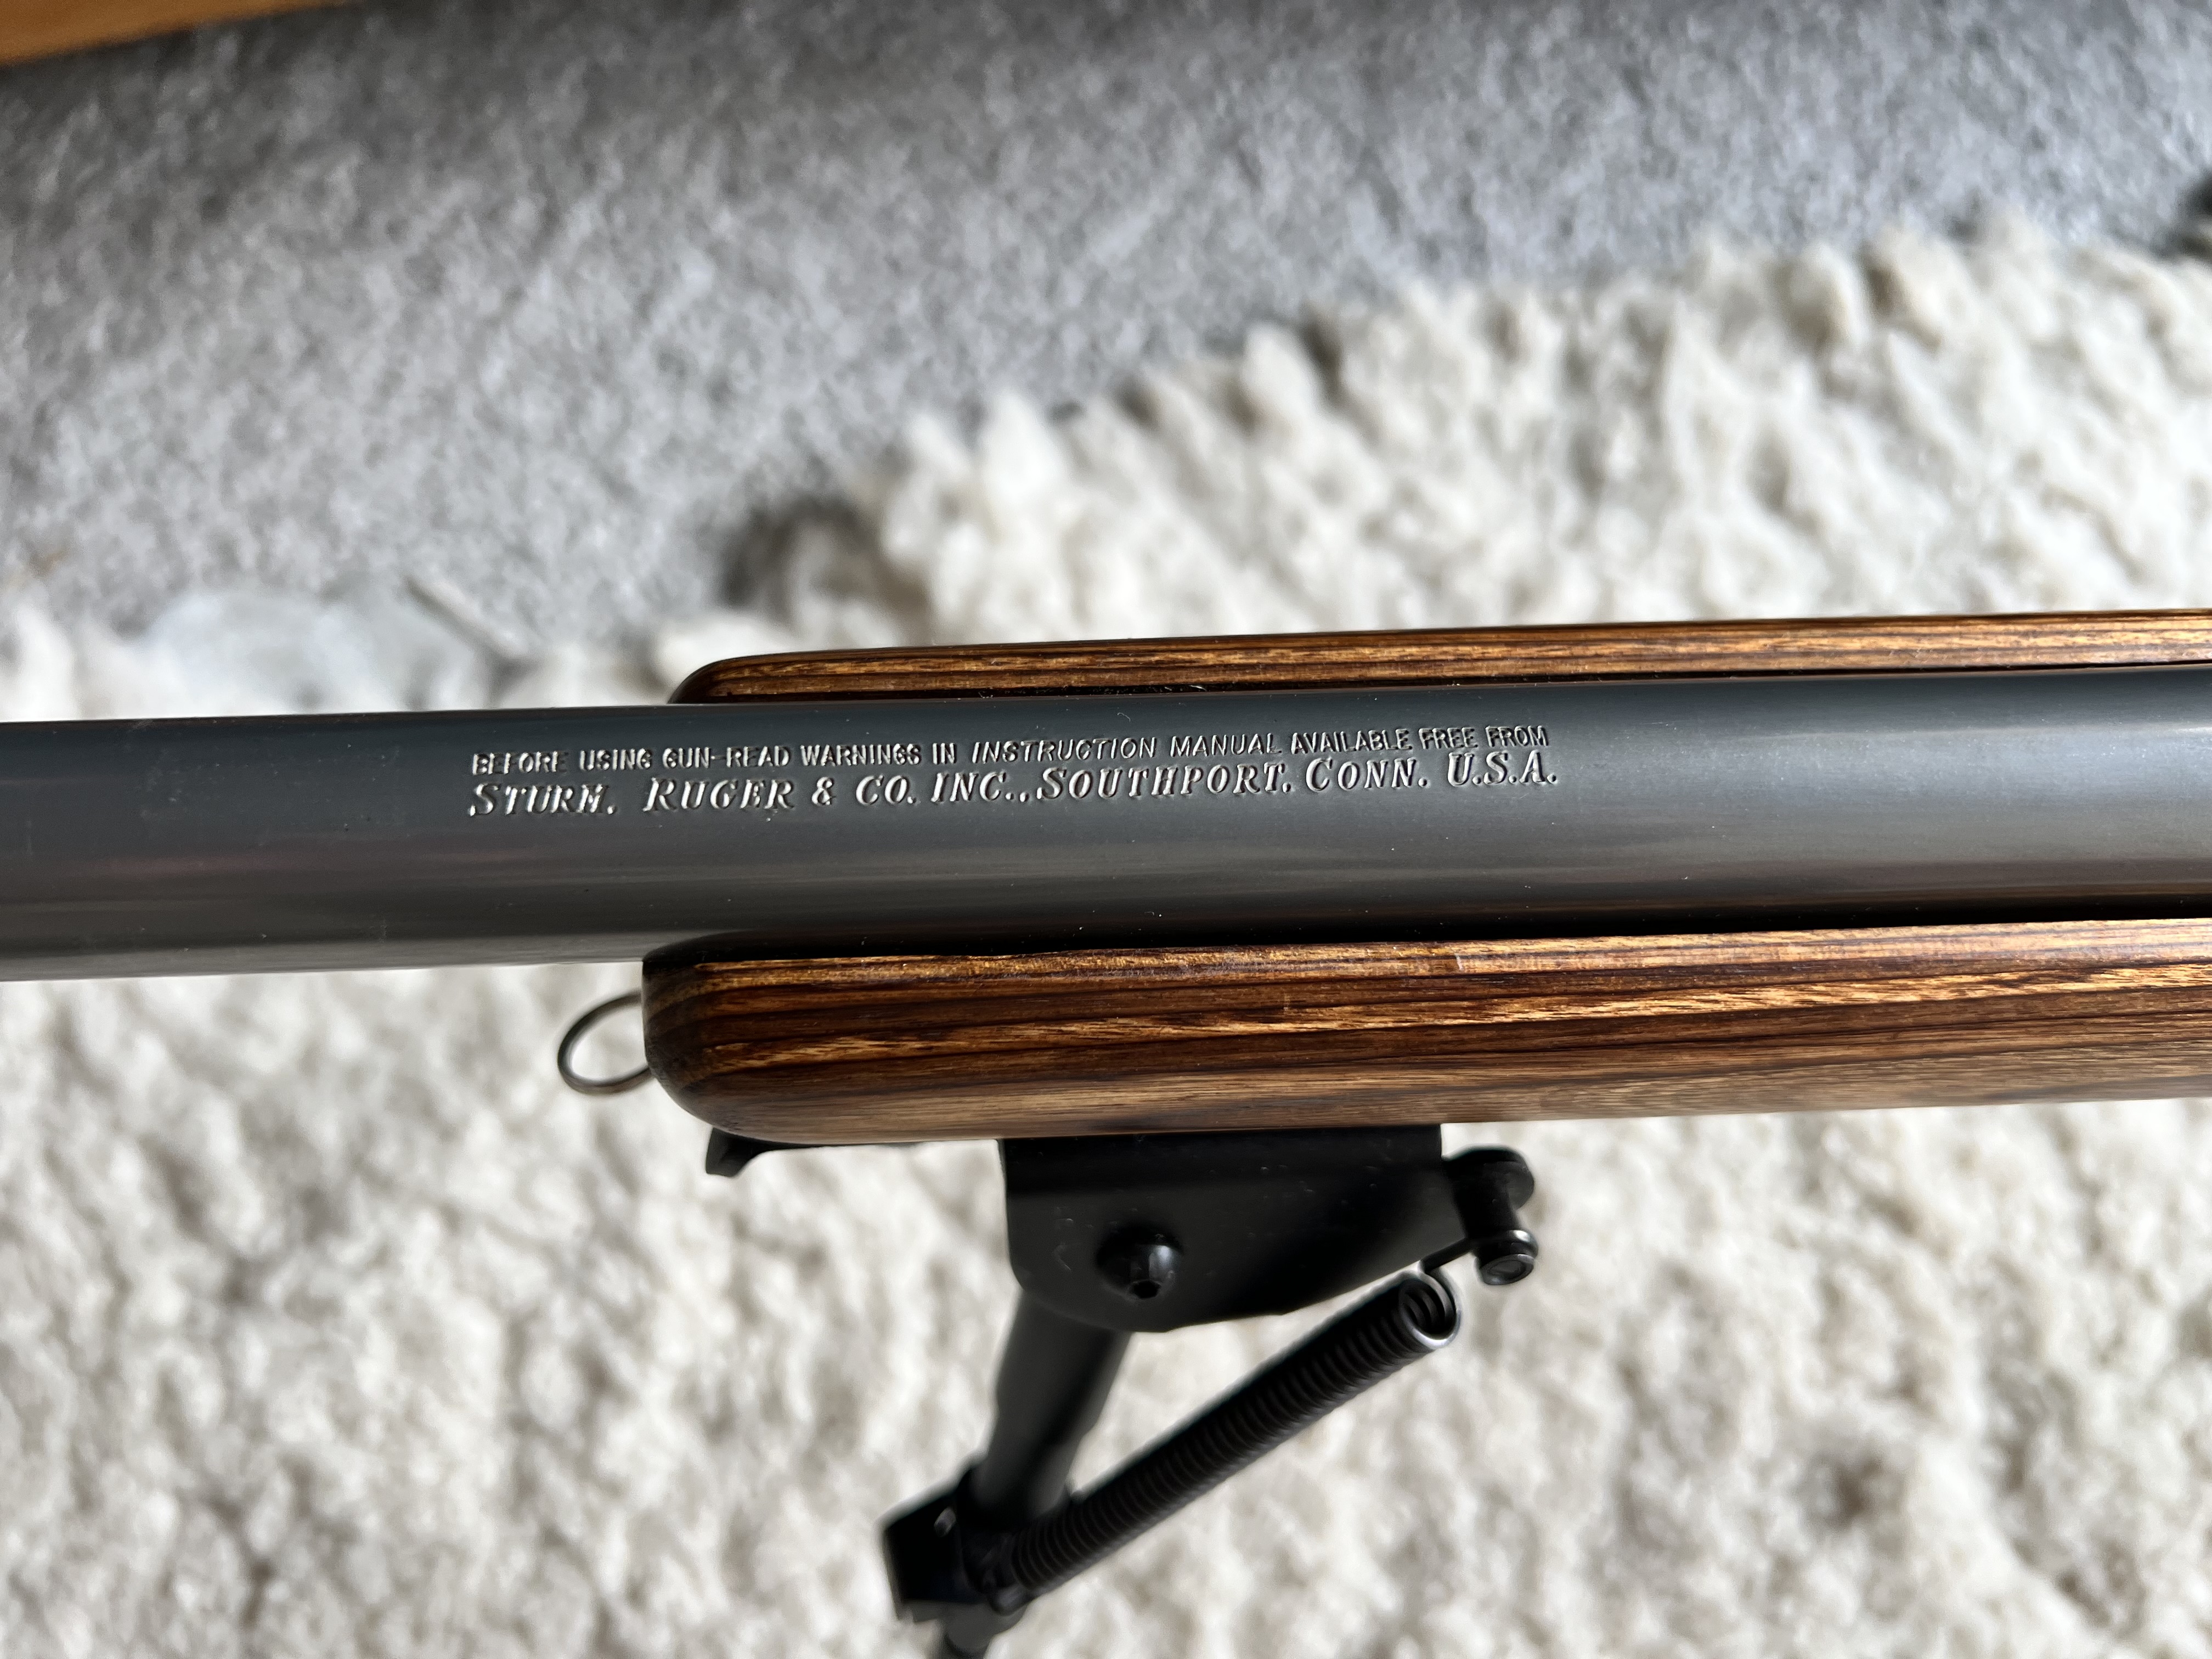 BEFORE USING GUN-READ WARNINGS IN INSTRUCTION MANUAL AVAILABLE FREE FROM
STURM, RUGER & CO. INC., SOUTHPORT, CONN. U.S.A.